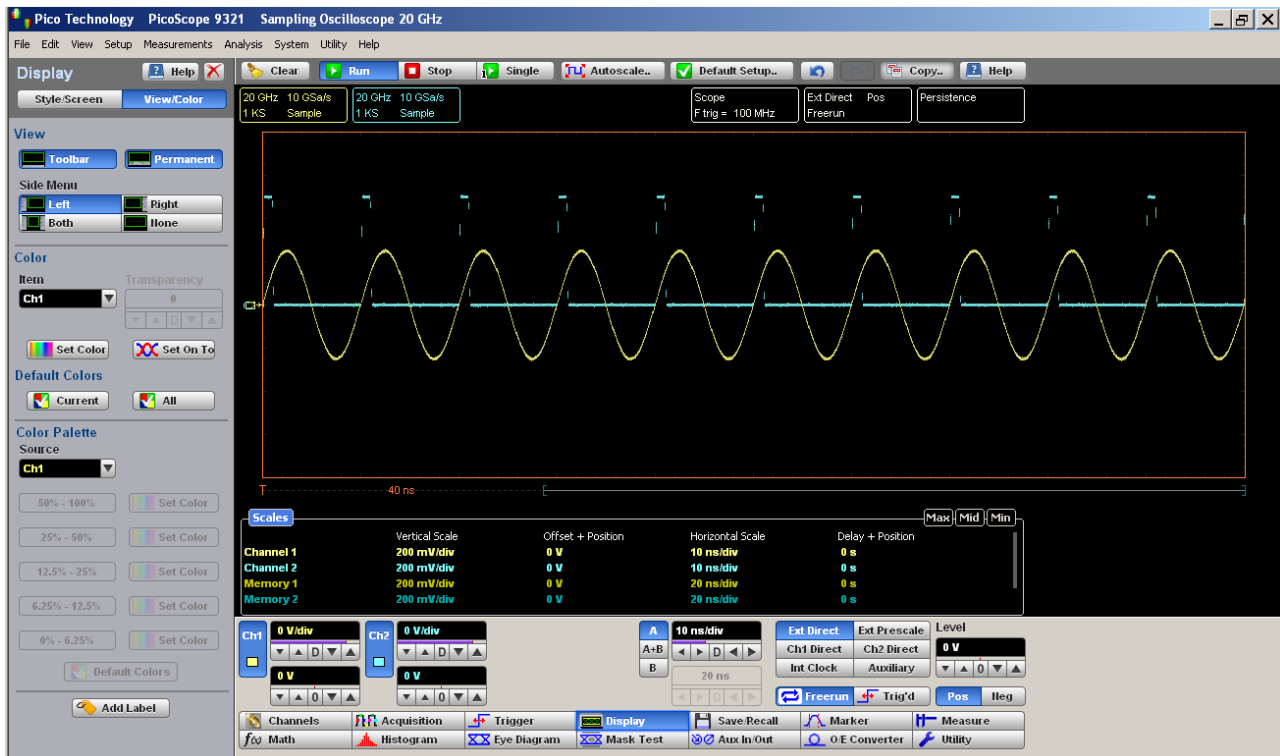 Pico Technology PicoScope 9321 Sampling Oscilloscope 20 GHz
File Edit View Setup Measurements Analysis System Utility Help
Display Help
Clear Run Stop Single Autoscale.. Default Setup.. Copy.. Help
Style/Screen View/Color
20 GHz 10 GSa/s
1 KS Sample
20 GHz 10 GSa/s
1 KS Sample
Scope
F trig = 100 MHz
Ext Direct Pos
Freerun
Persistence
View
Toolbar Permanent
Side Menu
Left Right
Both None
Color
Item Transparency
Ch1 0
D
Set Color Set On To
Default Colors
Current All
Color Palette
Source
Ch1
50% - 100% Set Color
25% - 50% Set Color
12.5% - 25% Set Color
6.25% - 12.5% Set Color
0% - 6.25% Set Color
Default Colors
Add Label
T 40 ns
Scales Max Mid Min
Vertical Scale Offset + Position Horizontal Scale Delay + Position
Channel 1 200 mV/div 0 V 10 ns/div 0 s
Channel 2 200 mV/div 0 V 10 ns/div 0 s
Memory 1 200 mV/div 0 V 20 ns/div 0 s
Memory 2 200 mV/div 0 V 20 ns/div 0 s
Ch1 0 V/div
D
0 V
0
Ch2 0 V/div
D
0 V
0
A 10 ns/div
A+B D
B 20 ns
D
Ext Direct Ext Prescale
Ch1 Direct Ch2 Direct
Int Clock Auxiliary
Freerun Trig'd
Level
0 V
0
Pos Neg
Channels Acquisition Trigger Display Save/Recall Marker Measure
f(x) Math Histogram Eye Diagram Mask Test Aux In/Out O/E Converter Utility